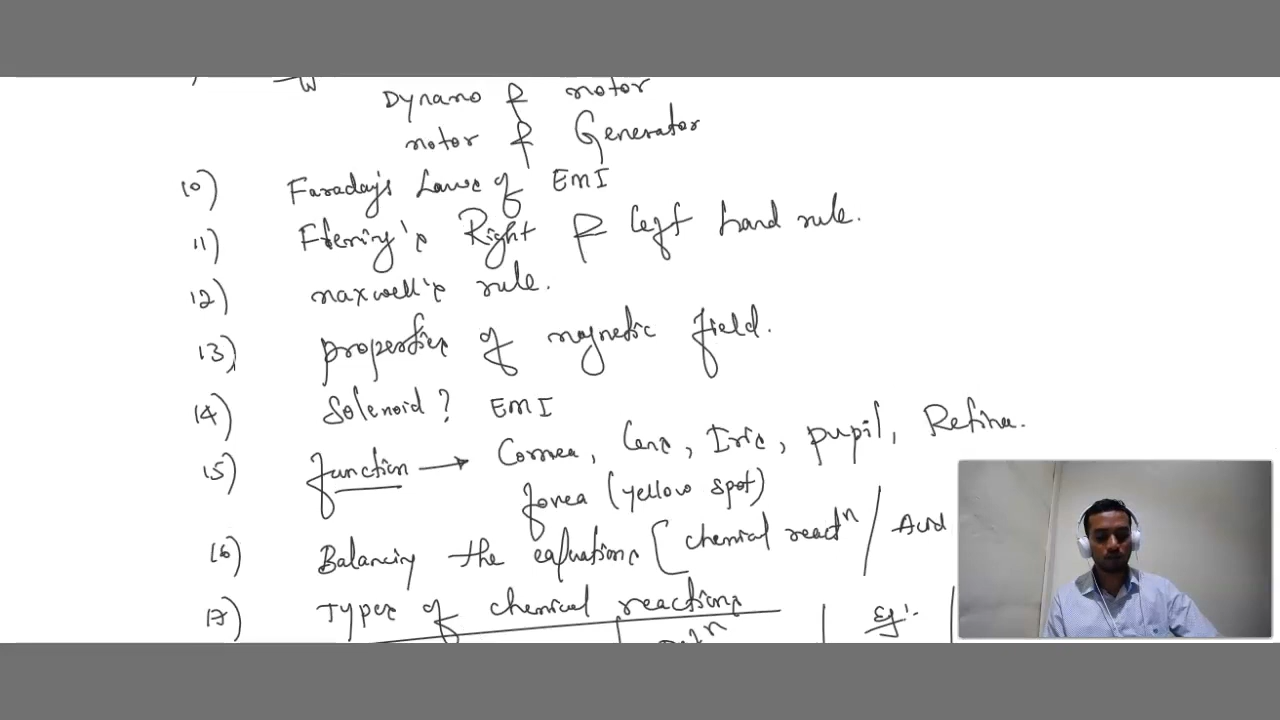 Dynamo & motor
motor & Generator
10) Faraday's Laws of EMI
11) Fleming's Right & left hand rule.
12) maxwell's rule.
13) properties of magnetic field.
14) Solenoid? EMI
15) function → Cornea, lens, Iris, pupil, Retina.
fovea (yellow spot)
16) Balancing the equations [chemical reactⁿ / Acid
17) Types of chemical reactions
Eg:-